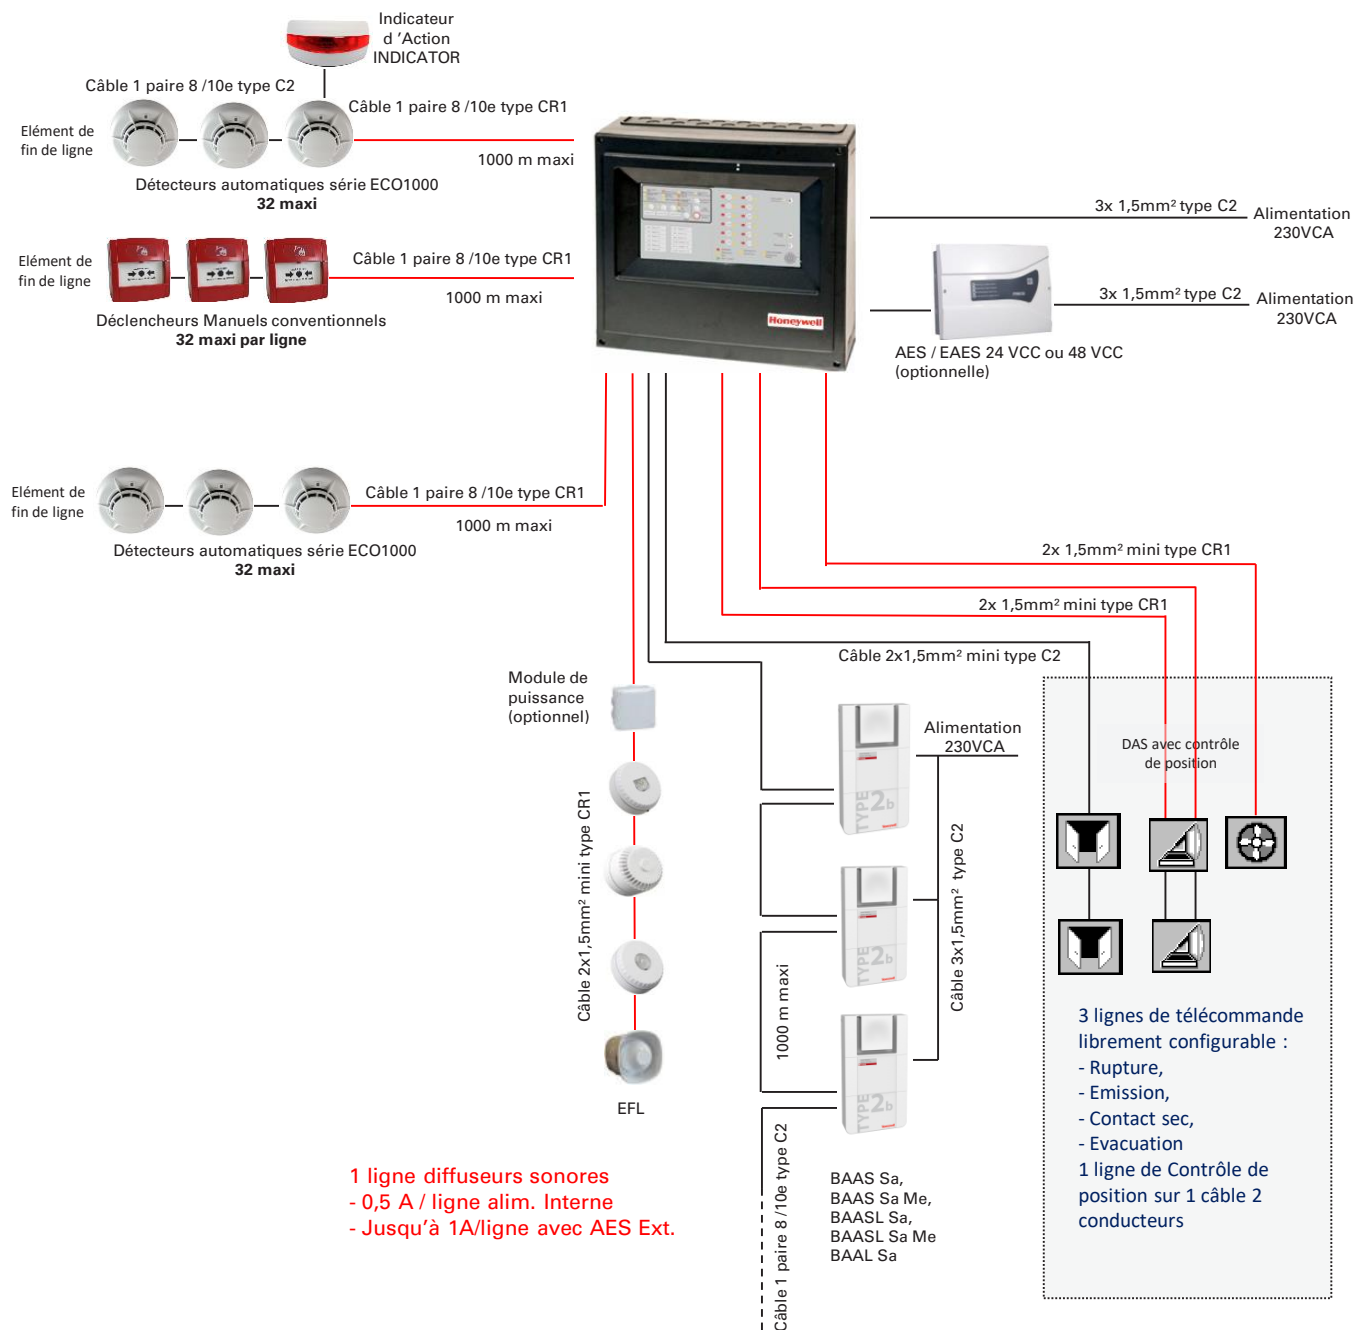 Indicateur
d 'Action
INDICATOR
Câble 1 paire 8 /10e type C2
Câble 1 paire 8 /10e type CR1
Elément de
fin de ligne
1000 m maxi
Détecteurs automatiques série ECO1000
32 maxi
Elément de
fin de ligne
Câble 1 paire 8 /10e type CR1
1000 m maxi
Déclencheurs Manuels conventionnels
32 maxi par ligne
Honeywell
3x 1,5mm² type C2
Alimentation
230VCA
3x 1,5mm² type C2
Alimentation
230VCA
AES / EAES 24 VCC ou 48 VCC
(optionnelle)
Elément de
fin de ligne
Câble 1 paire 8 /10e type CR1
1000 m maxi
Détecteurs automatiques série ECO1000
32 maxi
2x 1,5mm² mini type CR1
2x 1,5mm² mini type CR1
Câble 2x1,5mm² mini type C2
Module de
puissance
(optionnel)
Câble 2x1,5mm² mini type CR1
EFL
Alimentation
230VCA
TYPE 2b
TYPE 2b
TYPE 2b
1000 m maxi
Câble 3x1,5mm² type C2
Câble 1 paire 8 /10e type C2
DAS avec contrôle
de position
3 lignes de télécommande
librement configurable :
- Rupture,
- Emission,
- Contact sec,
- Evacuation
1 ligne de Contrôle de
position sur 1 câble 2
conducteurs
1 ligne diffuseurs sonores
- 0,5 A / ligne alim. Interne
- Jusqu'à 1A/ligne avec AES Ext.
BAAS Sa,
BAAS Sa Me,
BAASL Sa,
BAASL Sa Me
BAAL Sa